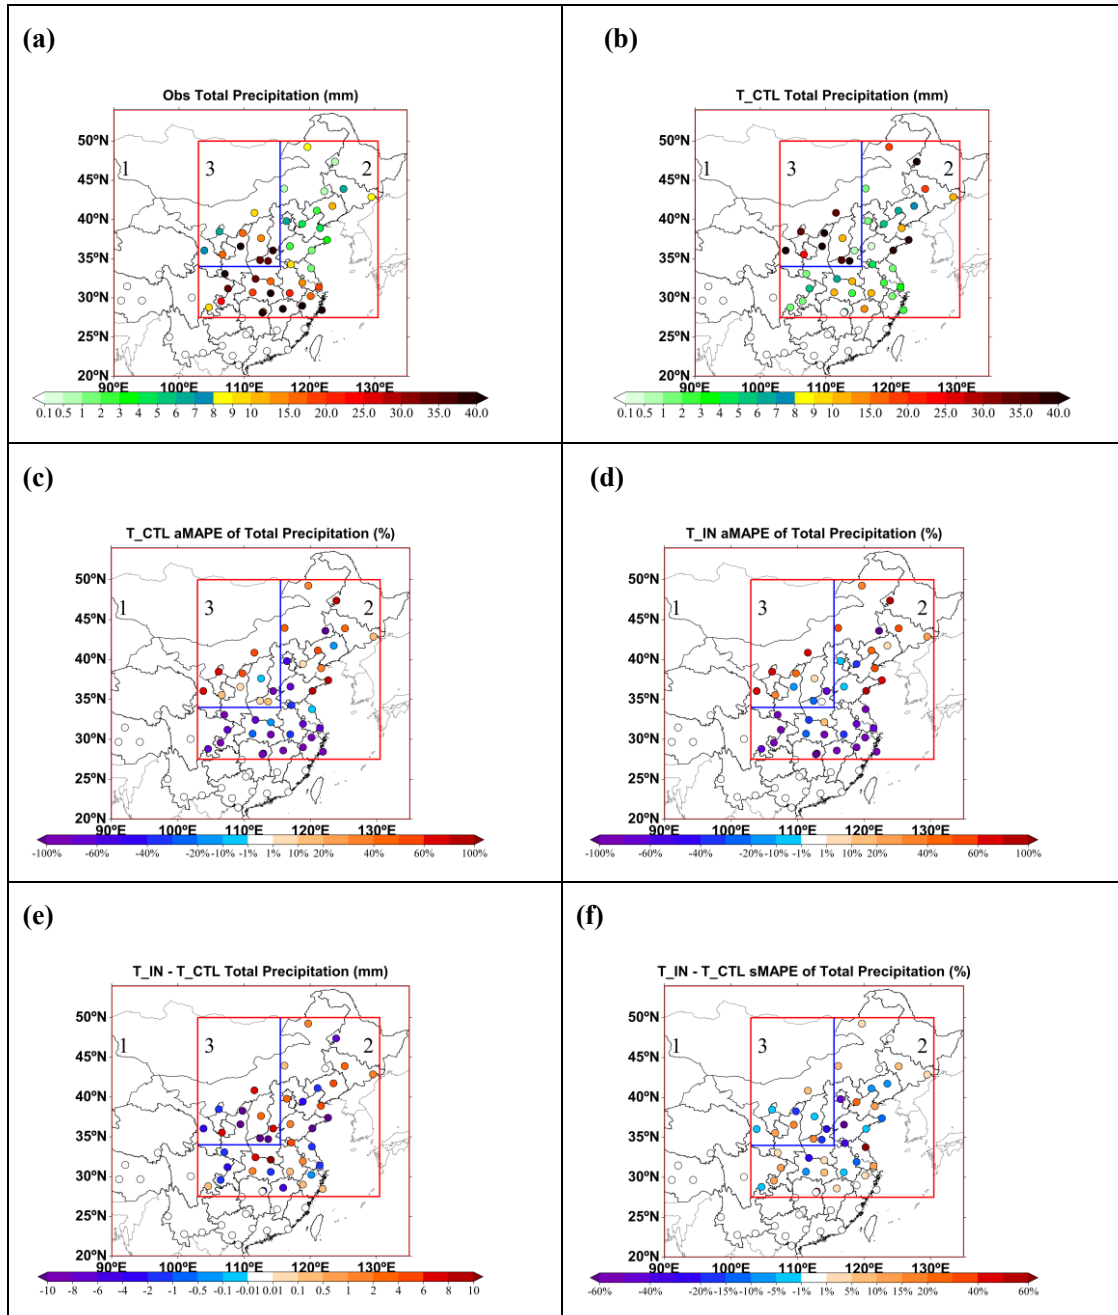 (a)
Obs Total Precipitation (mm)
50ºN
45ºN
40ºN
35ºN
30ºN
25ºN
20ºN
1
3
2
90ºE 100ºE 110ºE 120ºE 130ºE
0.1 0.5 1 2 3 4 5 6 7 8 9 10 15.0 20.0 25.0 30.0 35.0 40.0
(b)
T_CTL Total Precipitation (mm)
50ºN
45ºN
40ºN
35ºN
30ºN
25ºN
20ºN
1
3
2
90ºE 100ºE 110ºE 120ºE 130ºE
0.1 0.5 1 2 3 4 5 6 7 8 9 10 15.0 20.0 25.0 30.0 35.0 40.0
(c)
T_CTL aMAPE of Total Precipitation (%)
50ºN
45ºN
40ºN
35ºN
30ºN
25ºN
20ºN
1
3
2
90ºE 100ºE 110ºE 120ºE 130ºE
-100% -60% -40% -20% -10% -1% 1% 10% 20% 40% 60% 100%
(d)
T_IN aMAPE of Total Precipitation (%)
50ºN
45ºN
40ºN
35ºN
30ºN
25ºN
20ºN
1
3
2
90ºE 100ºE 110ºE 120ºE 130ºE
-100% -60% -40% -20% -10% -1% 1% 10% 20% 40% 60% 100%
(e)
T_IN - T_CTL Total Precipitation (mm)
50ºN
45ºN
40ºN
35ºN
30ºN
25ºN
20ºN
1
3
2
90ºE 100ºE 110ºE 120ºE 130ºE
-10 -8 -6 -4 -2 -1 -0.5 -0.1 -0.01 0.01 0.1 0.5 1 2 4 6 8 10
(f)
T_IN - T_CTL sMAPE of Total Precipitation (%)
50ºN
45ºN
40ºN
35ºN
30ºN
25ºN
20ºN
1
3
2
90ºE 100ºE 110ºE 120ºE 130ºE
-60% -40% -20% -15% -10% -5% 1% 5% 10% 15% 20% 40% 60%